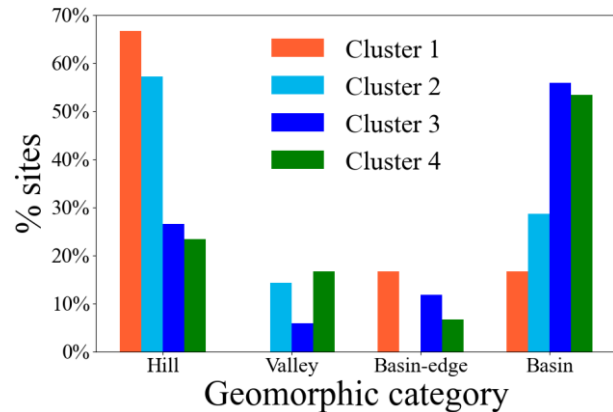 70%
60%
50%
40%
30%
20%
10%
0%
% sites
Cluster 1
Cluster 2
Cluster 3
Cluster 4
Hill Valley Basin-edge Basin
Geomorphic category